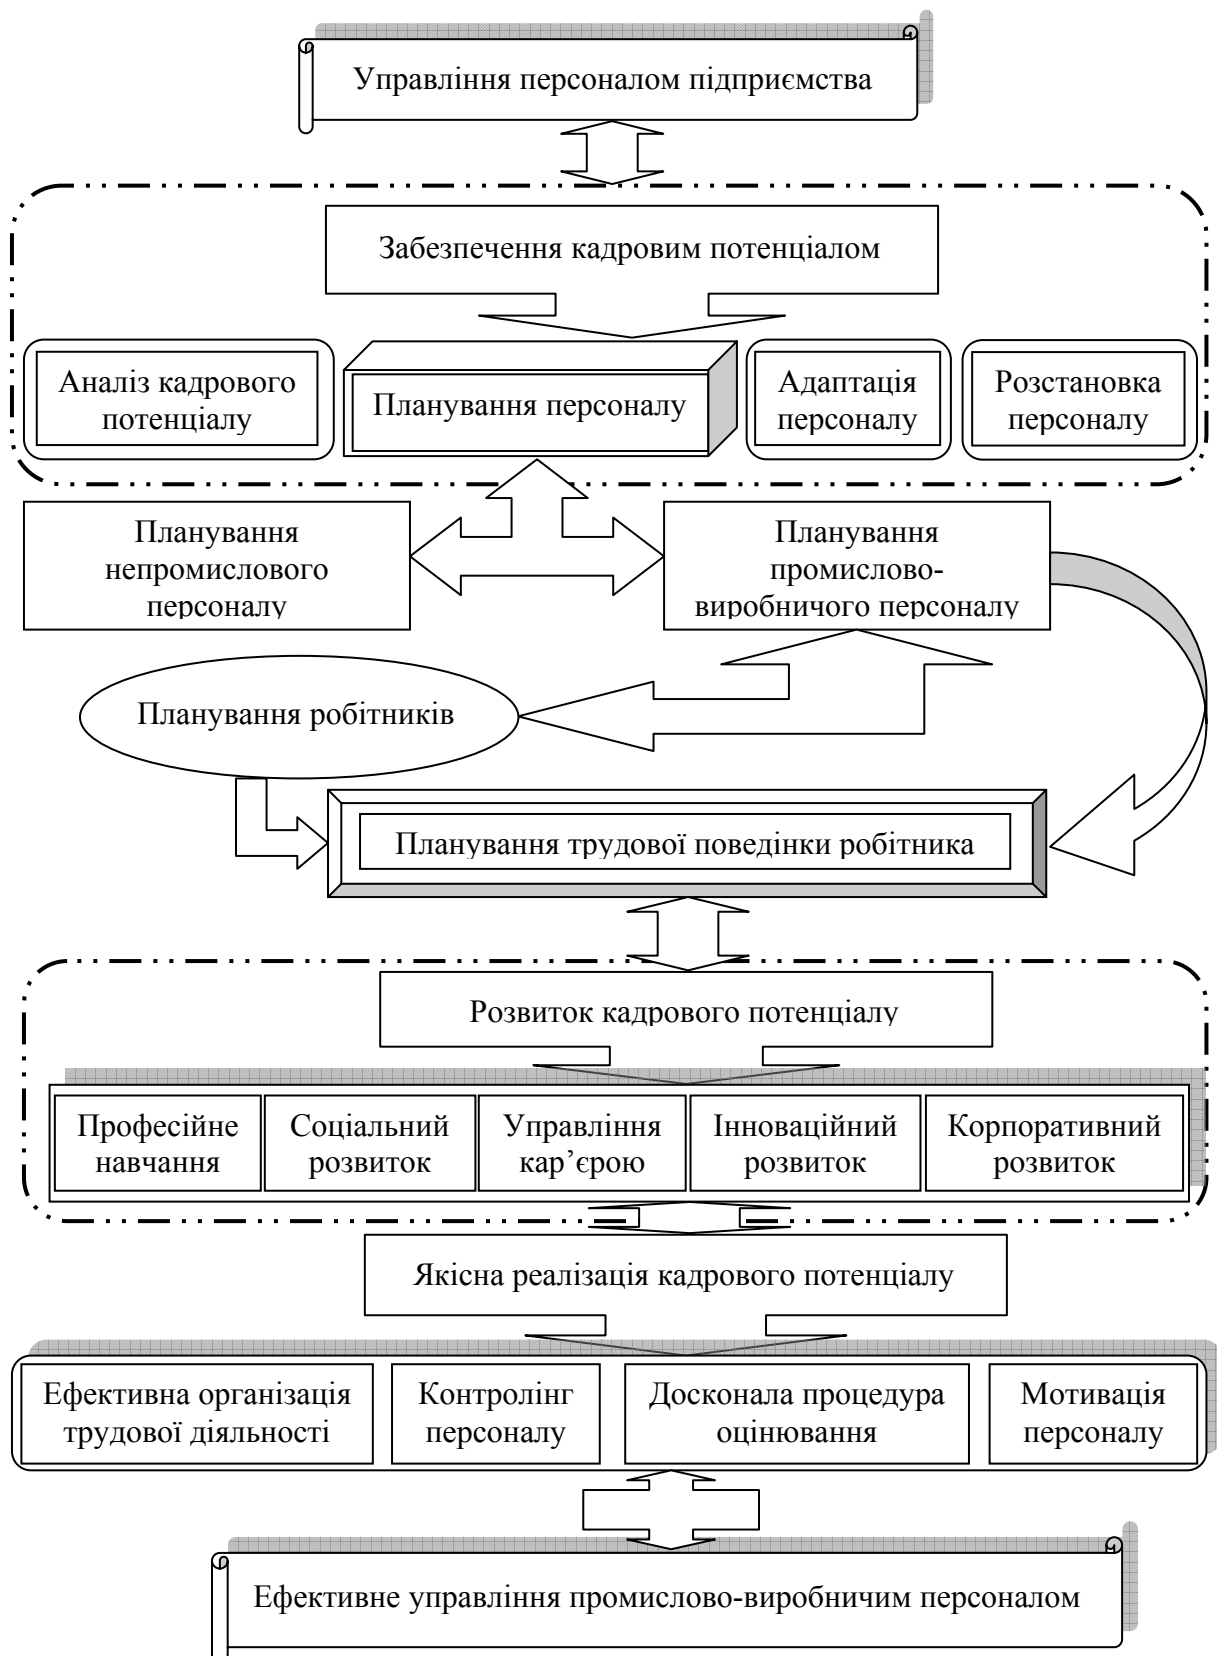 Управління персоналом підприємства
Забезпечення кадровим потенціалом
Аналіз кадрового
потенціалу
Планування персоналу
Адаптація
персоналу
Розстановка
персоналу
Планування
непромислового
персоналу
Планування
промислово-
виробничого персоналу
Планування робітників
Планування трудової поведінки робітника
Розвиток кадрового потенціалу
Професійне
навчання
Соціальний
розвиток
Управління
кар’єрою
Інноваційний
розвиток
Корпоративний
розвиток
Якісна реалізація кадрового потенціалу
Ефективна організація
трудової діяльності
Контролінг
персоналу
Досконала процедура
оцінювання
Мотивація
персоналу
Ефективне управління промислово-виробничим персоналом